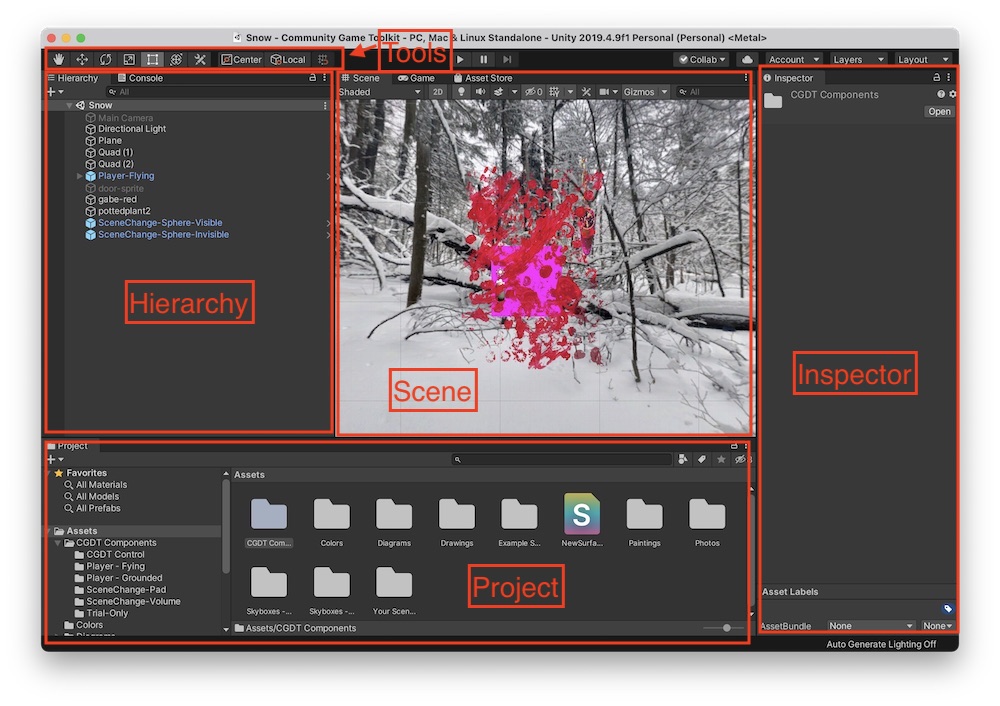 Snow - Community Game Toolkit - PC, Mac & Linux Standalone - Unity 2019.4.9f1 Personal (Personal) <Metal>
Tools
Center Local Collab Account Layers Layout
Hierarchy Console Scene Game Asset Store Inspector
All Shaded 2D 0 Gizmos All
CGDT Components
Open
Snow
Main Camera
Directional Light
Plane
Quad (1)
Quad (2)
Player-Flying
door-sprite
gabe-red
pottedplant2
SceneChange-Sphere-Visible
SceneChange-Sphere-Invisible
Hierarchy
Scene
Inspector
Project
Favorites
All Materials
All Models
All Prefabs
Assets
CGDT Components
CGDT Control
Player - Fying
Player - Grounded
SceneChange-Pad
SceneChange-Volume
Trial-Only
Colors
Assets
CGDT Com... Colors Diagrams Drawings Example S... NewSurfa... Paintings Photos
S
Skyboxes -... Skyboxes -... Your Scen...
Project
Assets/CGDT Components
Asset Labels
AssetBundle None None
Auto Generate Lighting Off